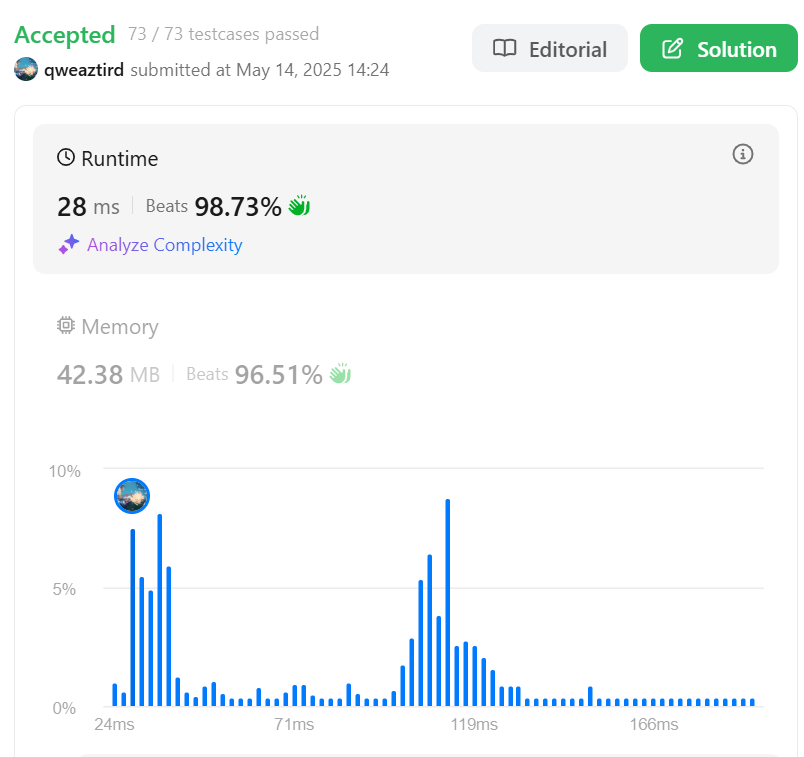 Accepted 73 / 73 testcases passed
Editorial
Solution
qweaztird submitted at May 14, 2025 14:24
Runtime
28 ms Beats 98.73%
Analyze Complexity
Memory
42.38 MB Beats 96.51%
10%
5%
0%
24ms 71ms 119ms 166ms